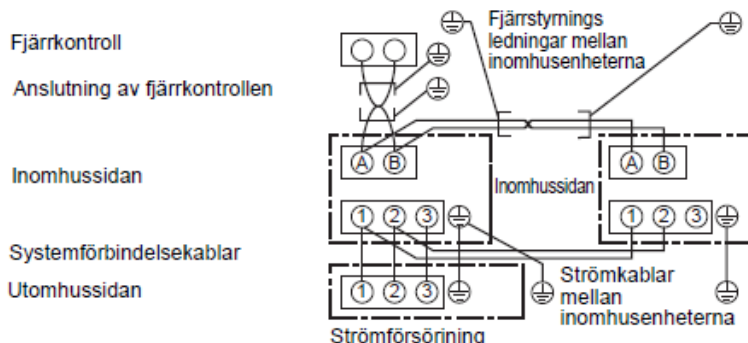 Fjärrkontroll
Fjärrstyrnings
ledningar mellan
inomhusenheterna
Anslutning av fjärrkontrollen
A B
A B
Inomhussidan
Inomhussidan
1 2 3
1 2 3
Systemförbindelsekablar
Utomhussidan
1 2 3
Strömkablar
mellan
inomhusenheterna
Strömförsörining